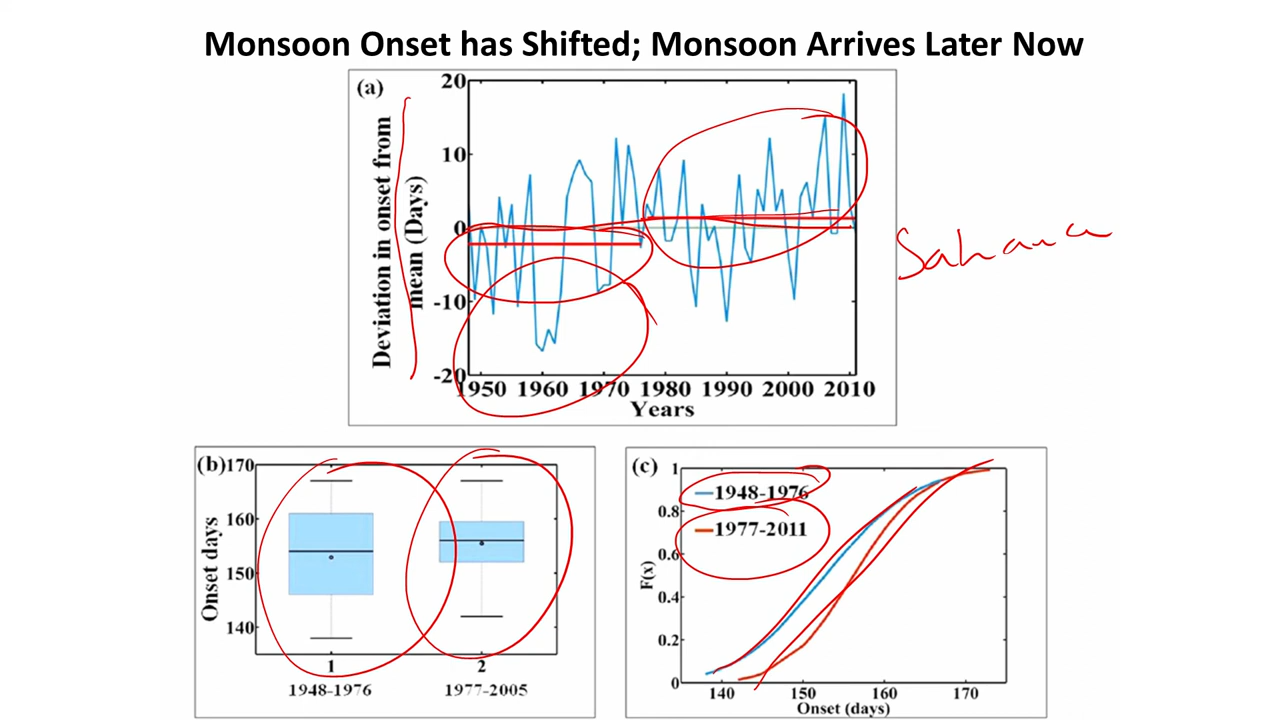 Monsoon Onset has Shifted; Monsoon Arrives Later Now
(a)
Deviation in onset from
mean (Days)
20
10
0
-10
-20
1950 1960 1970 1980 1990 2000 2010
Years
Sahana
(b)
Onset days
170
160
150
140
1 2
1948-1976 1977-2005
(c)
F(x)
1
0.8
0.6
0.4
0.2
0
1948-1976
1977-2011
140 150 160 170
Onset (days)